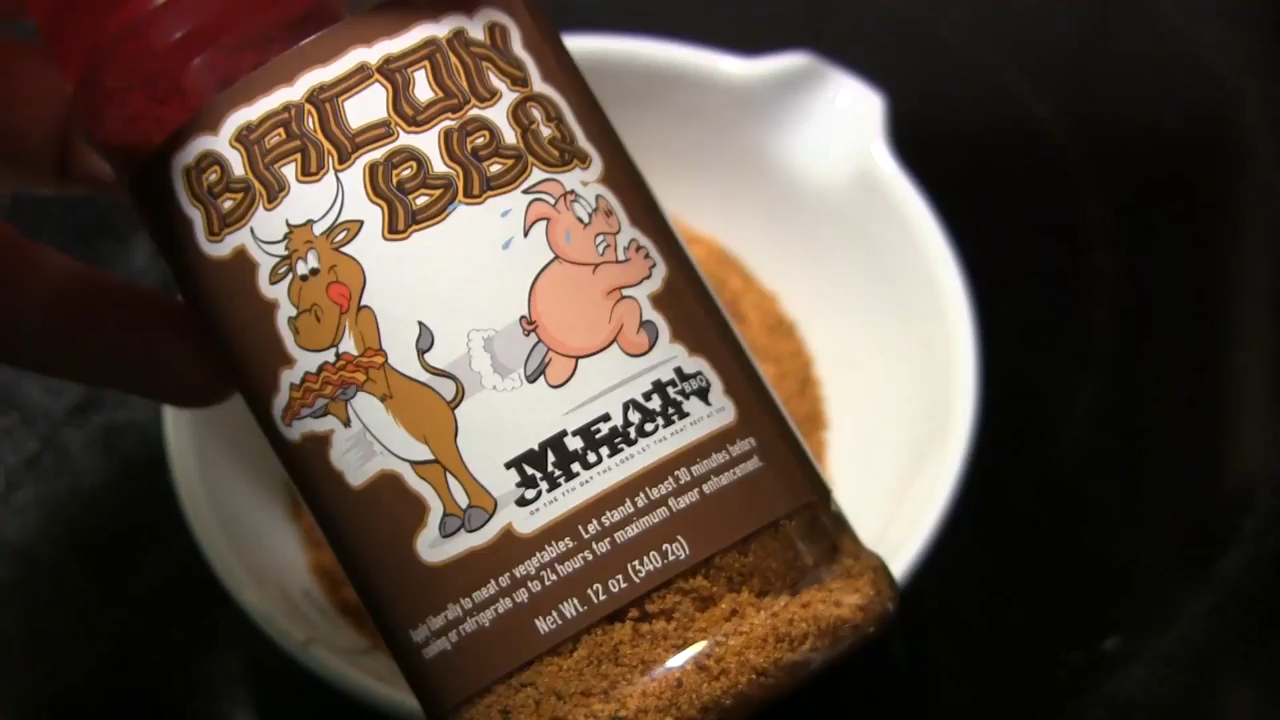 BACON
BBQ
MEAT
CHURCH
BBQ
ON THE 8TH DAY THE LORD LET THE MEAT REST AT 180
Apply liberally to meat or vegetables. Let stand at least 30 minutes before
cooking or refrigerate up to 24 hours for maximum flavor enhancement.
Net Wt. 12 oz (340.2g)